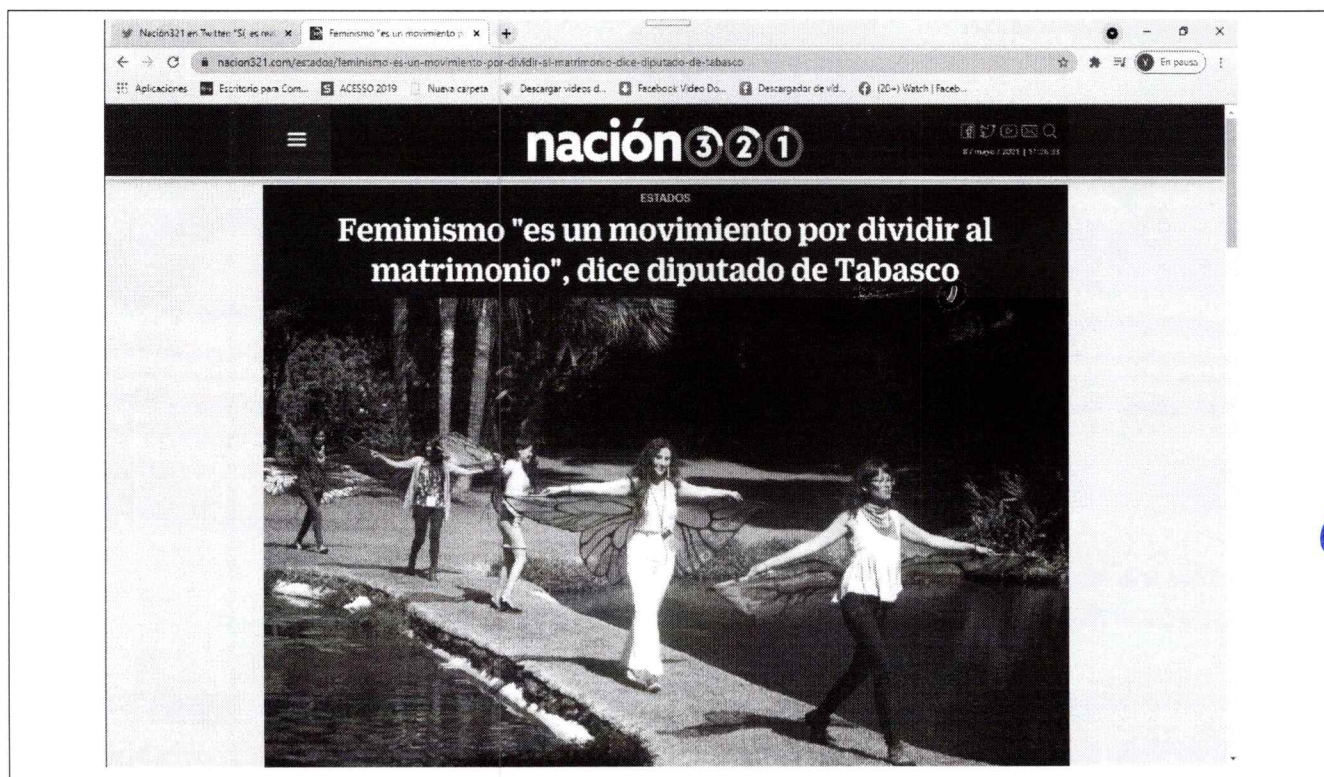 Nación321 en Twitter: "Sí, es
Feminismo "es un movimiento p
nacion321.com/estados/feminismo-es-un-movimiento-por-dividir-al-matrimonio-dice-diputado-de-tabasco
En pausa
Aplicaciones
Escritorio para Com...
ACESSO 2019
Nueva carpeta
Descargar videos d...
Facebook Video Do...
Descargador de víd...
(20+) Watch | Faceb...
nación321
ESTADOS
Feminismo "es un movimiento por dividir al
matrimonio", dice diputado de Tabasco